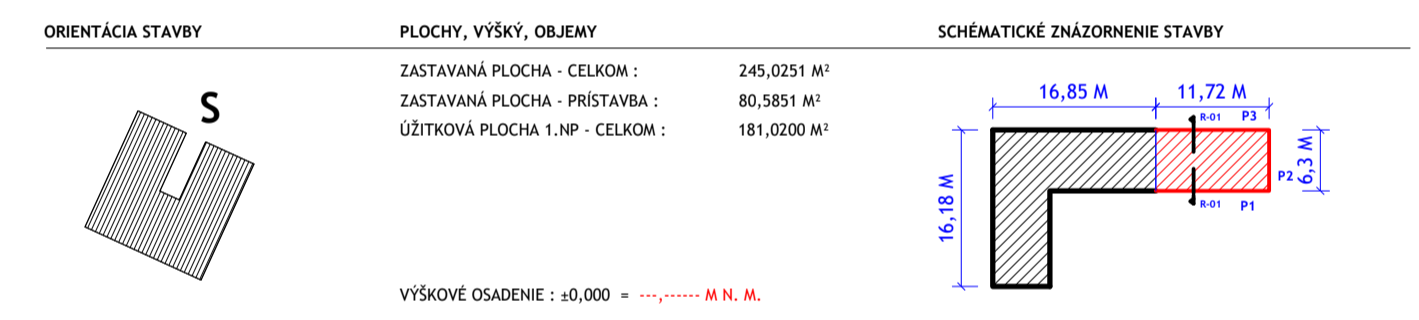 ORIENTÁCIA STAVBY
S
PLOCHY, VÝŠKÝ, OBJEMY
ZASTAVANÁ PLOCHA - CELKOM : 245,0251 M²
ZASTAVANÁ PLOCHA - PRÍSTAVBA : 80,5851 M²
ÚŽITKOVÁ PLOCHA 1.NP - CELKOM : 181,0200 M²
VÝŠKOVÉ OSADENIE : ±0,000 = ---,------ M N. M.
SCHÉMATICKÉ ZNÁZORNENIE STAVBY
16,85 M
11,72 M
R-01
P3
16,18 M
P2
6,3 M
R-01
P1